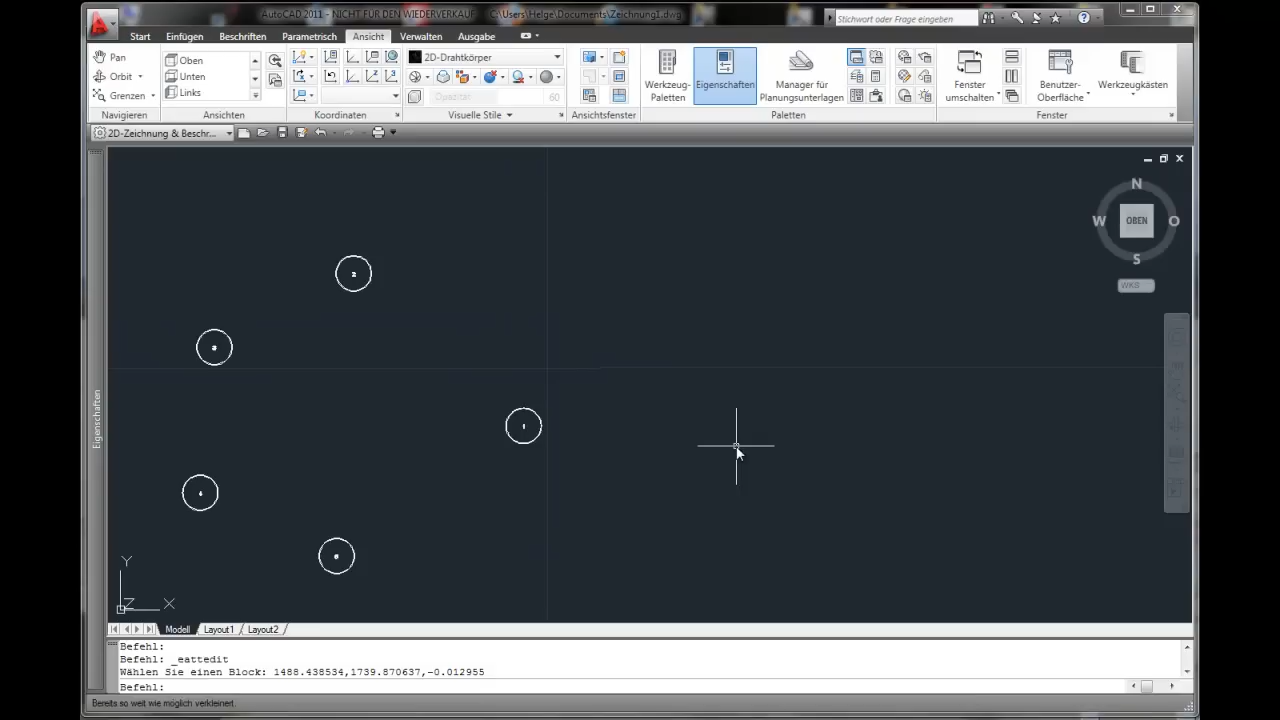 AutoCAD 2011 - NICHT FÜR DEN WIEDERVERKAUF C:\Users\Helge\Documents\Zeichnung1.dwg
Stichwort oder Frage eingeben
Start Einfügen Beschriften Parametrisch Ansicht Verwalten Ausgabe
Pan
Orbit
Grenzen
Navigieren
Oben
Unten
Links
Ansichten
Koordinaten
2D-Drahtkörper
Opazität 60
Visuelle Stile
Ansichtsfenster
Werkzeug-
Paletten
Eigenschaften
Manager für
Planungsunterlagen
Paletten
Fenster
umschalten
Benutzer-
Oberfläche
Werkzeugkästen
Fenster
2D-Zeichnung & Beschr...
N
W OBEN O
S
WKS
2
1
Eigenschaften
Y
Z X
Modell Layout1 Layout2
Befehl:
Befehl: _eattedit
Wählen Sie einen Block: 1488.438534,1739.870637,-0.012955
Befehl:
Bereits so weit wie möglich verkleinert.